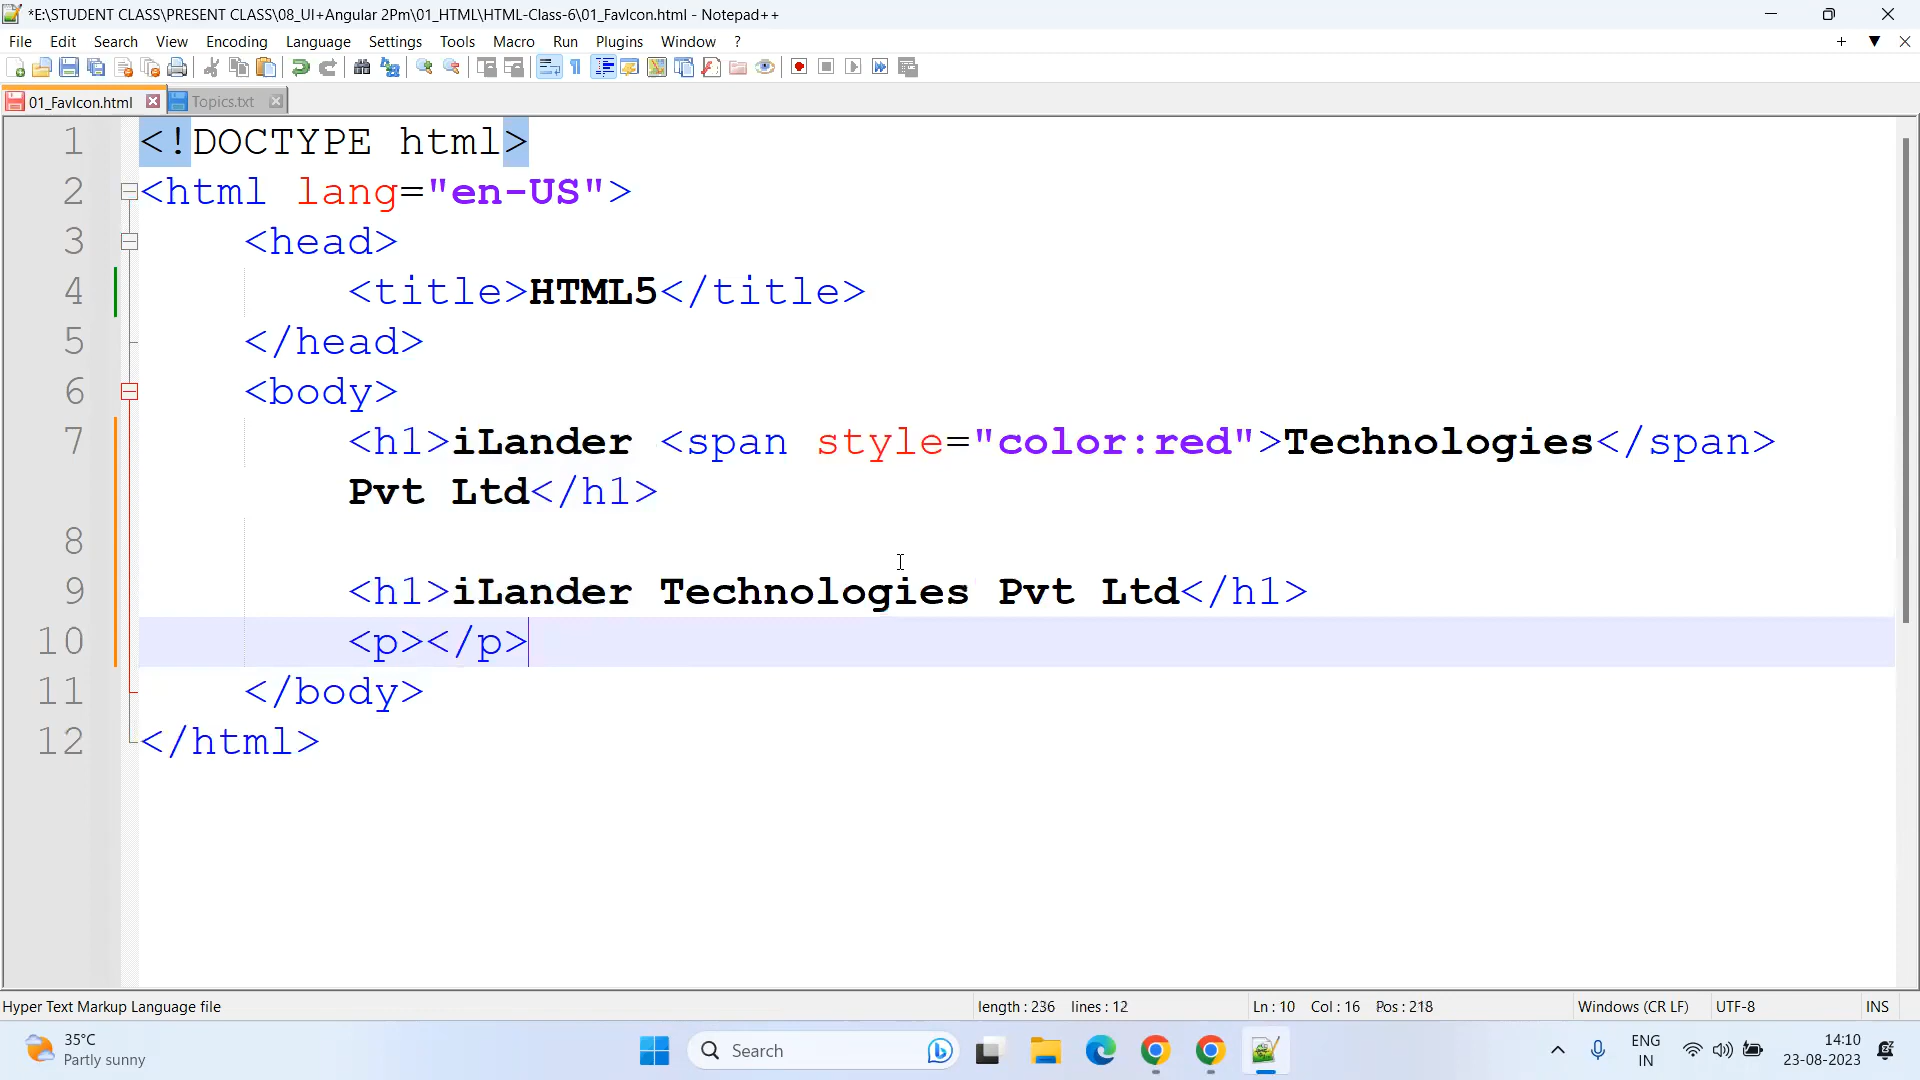 *E:\STUDENT CLASS\PRESENT CLASS\08_UI+Angular 2Pm\01_HTML\HTML-Class-6\01_FavIcon.html - Notepad++
File Edit Search View Encoding Language Settings Tools Macro Run Plugins Window ?
01_FavIcon.html Topics.txt
1 <!DOCTYPE html>
2 <html lang="en-US">
3 <head>
4 <title>HTML5</title>
5 </head>
6 <body>
7 <h1>iLander <span style="color:red">Technologies</span>
Pvt Ltd</h1>
8
9 <h1>iLander Technologies Pvt Ltd</h1>
10 <p></p>
11 </body>
12 </html>
Hyper Text Markup Language file length : 236 lines : 12 Ln : 10 Col : 16 Pos : 218 Windows (CR LF) UTF-8 INS
35°C
Partly sunny
Search
ENG
IN
14:10
23-08-2023